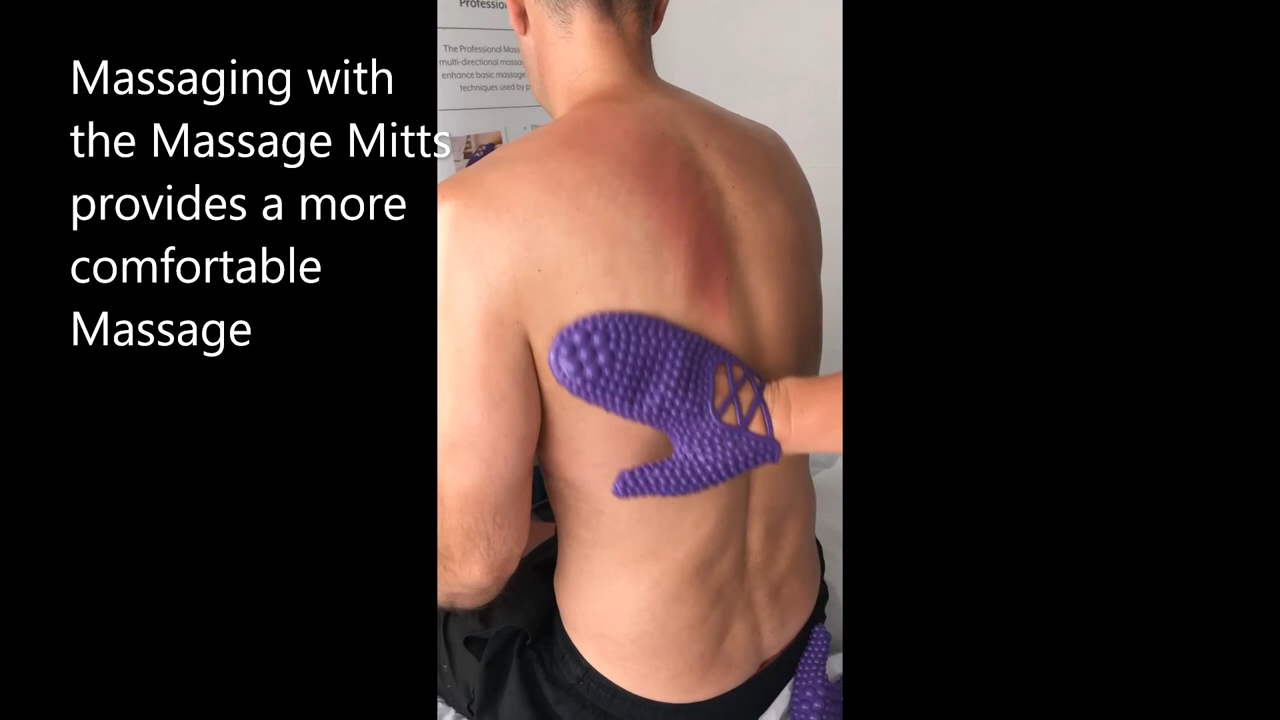 Massaging with
the Massage Mitts
provides a more
comfortable
Massage
Professio
The Professional Mass
multi-directional massa
enhance basic massage
techniques used by p